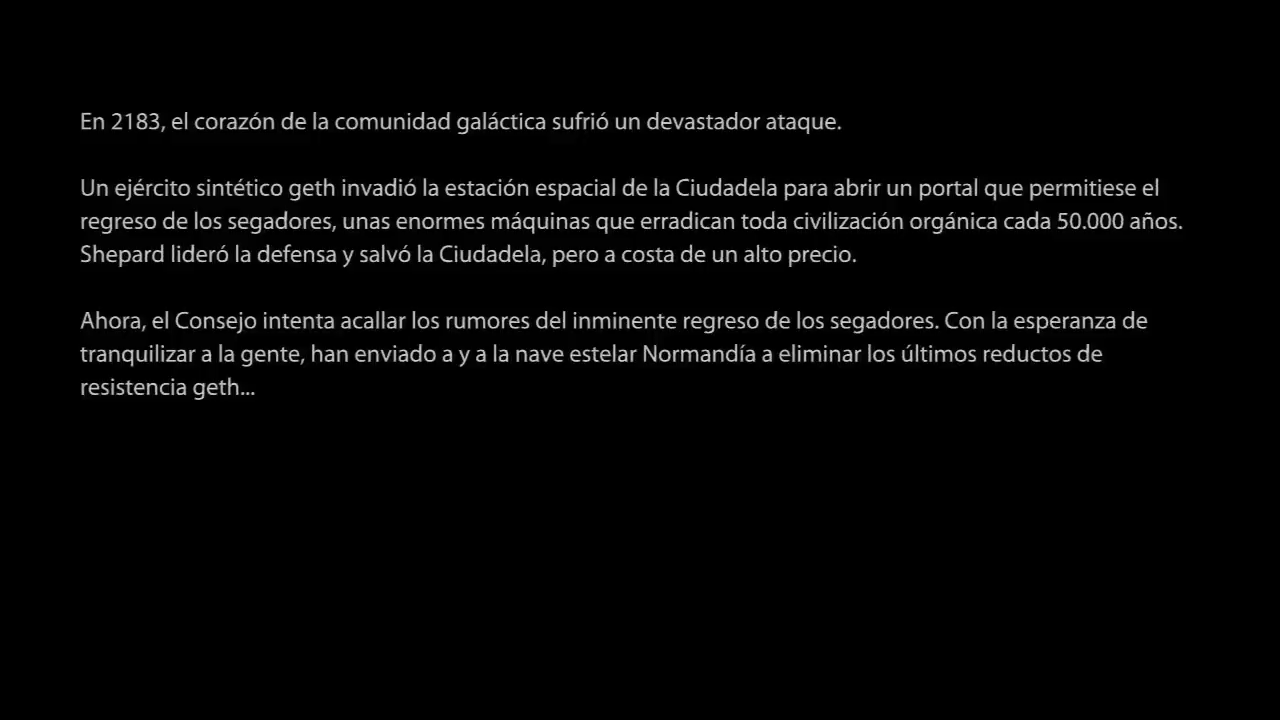 En 2183, el corazón de la comunidad galáctica sufrió un devastador ataque.
Un ejército sintético geth invadió la estación espacial de la Ciudadela para abrir un portal que permitiese el
regreso de los segadores, unas enormes máquinas que erradican toda civilización orgánica cada 50.000 años.
Shepard lideró la defensa y salvó la Ciudadela, pero a costa de un alto precio.
Ahora, el Consejo intenta acallar los rumores del inminente regreso de los segadores. Con la esperanza de
tranquilizar a la gente, han enviado a y a la nave estelar Normandía a eliminar los últimos reductos de
resistencia geth...